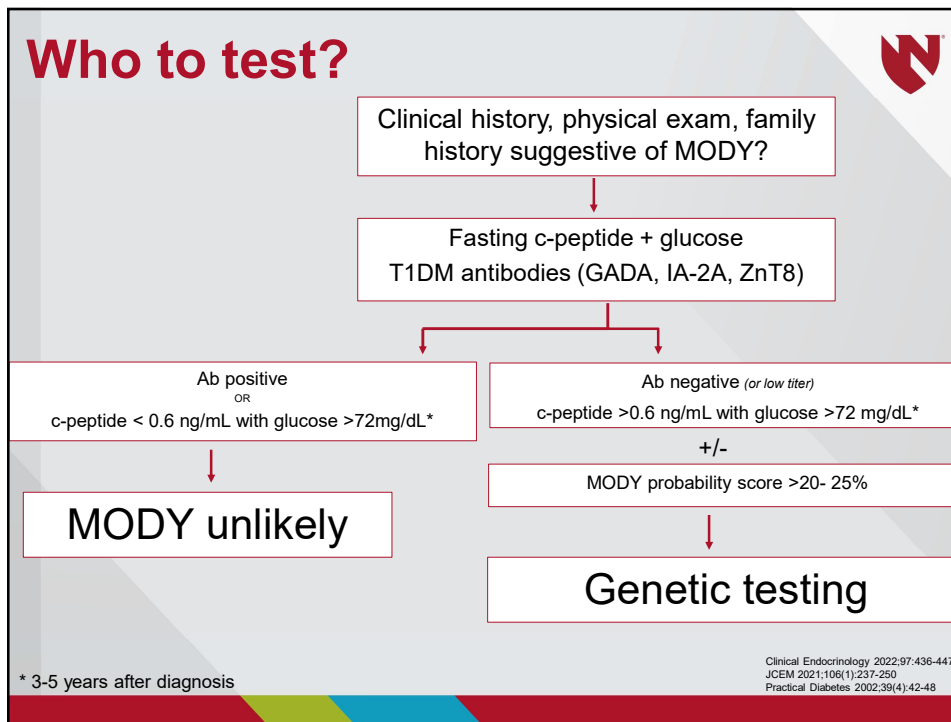 Who to test?
Clinical history, physical exam, family
history suggestive of MODY?
Fasting c-peptide + glucose
T1DM antibodies (GADA, IA-2A, ZnT8)
Ab positive
OR
c-peptide < 0.6 ng/mL with glucose >72mg/dL*
MODY unlikely
Ab negative (or low titer)
c-peptide >0.6 ng/mL with glucose >72 mg/dL*
+/-
MODY probability score >20- 25%
Genetic testing
* 3-5 years after diagnosis
Clinical Endocrinology 2022;97:436-447
JCEM 2021;106(1):237-250
Practical Diabetes 2002;39(4):42-48
N